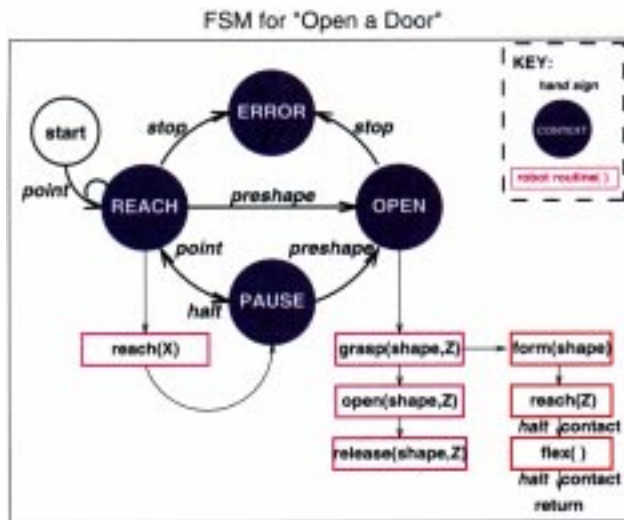 FSM for "Open a Door"
KEY:
hand sign
CONTEXT
robot routine( )
start
ERROR
stop
stop
point
REACH
preshape
OPEN
point
preshape
halt
PAUSE
reach(X)
grasp(shape,Z)
form(shape)
open(shape,Z)
reach(Z)
halt contact
release(shape,Z)
flex( )
halt contact
return